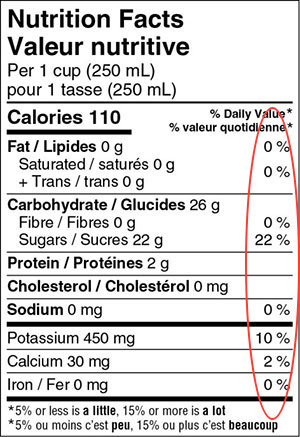 Nutrition Facts
Valeur nutritive
Per 1 cup (250 mL)
pour 1 tasse (250 mL)
Calories 110
% Daily Value*
% valeur quotidienne*
Fat / Lipides 0 g 0 %
Saturated / saturés 0 g
+ Trans / trans 0 g
0 %
Carbohydrate / Glucides 26 g
Fibre / Fibres 0 g 0 %
Sugars / Sucres 22 g 22 %
Protein / Protéines 2 g
Cholesterol / Cholestérol 0 mg
Sodium 0 mg 0 %
Potassium 450 mg 10 %
Calcium 30 mg 2 %
Iron / Fer 0 mg 0 %
*5% or less is a little, 15% or more is a lot
*5% ou moins c'est peu, 15% ou plus c'est beaucoup